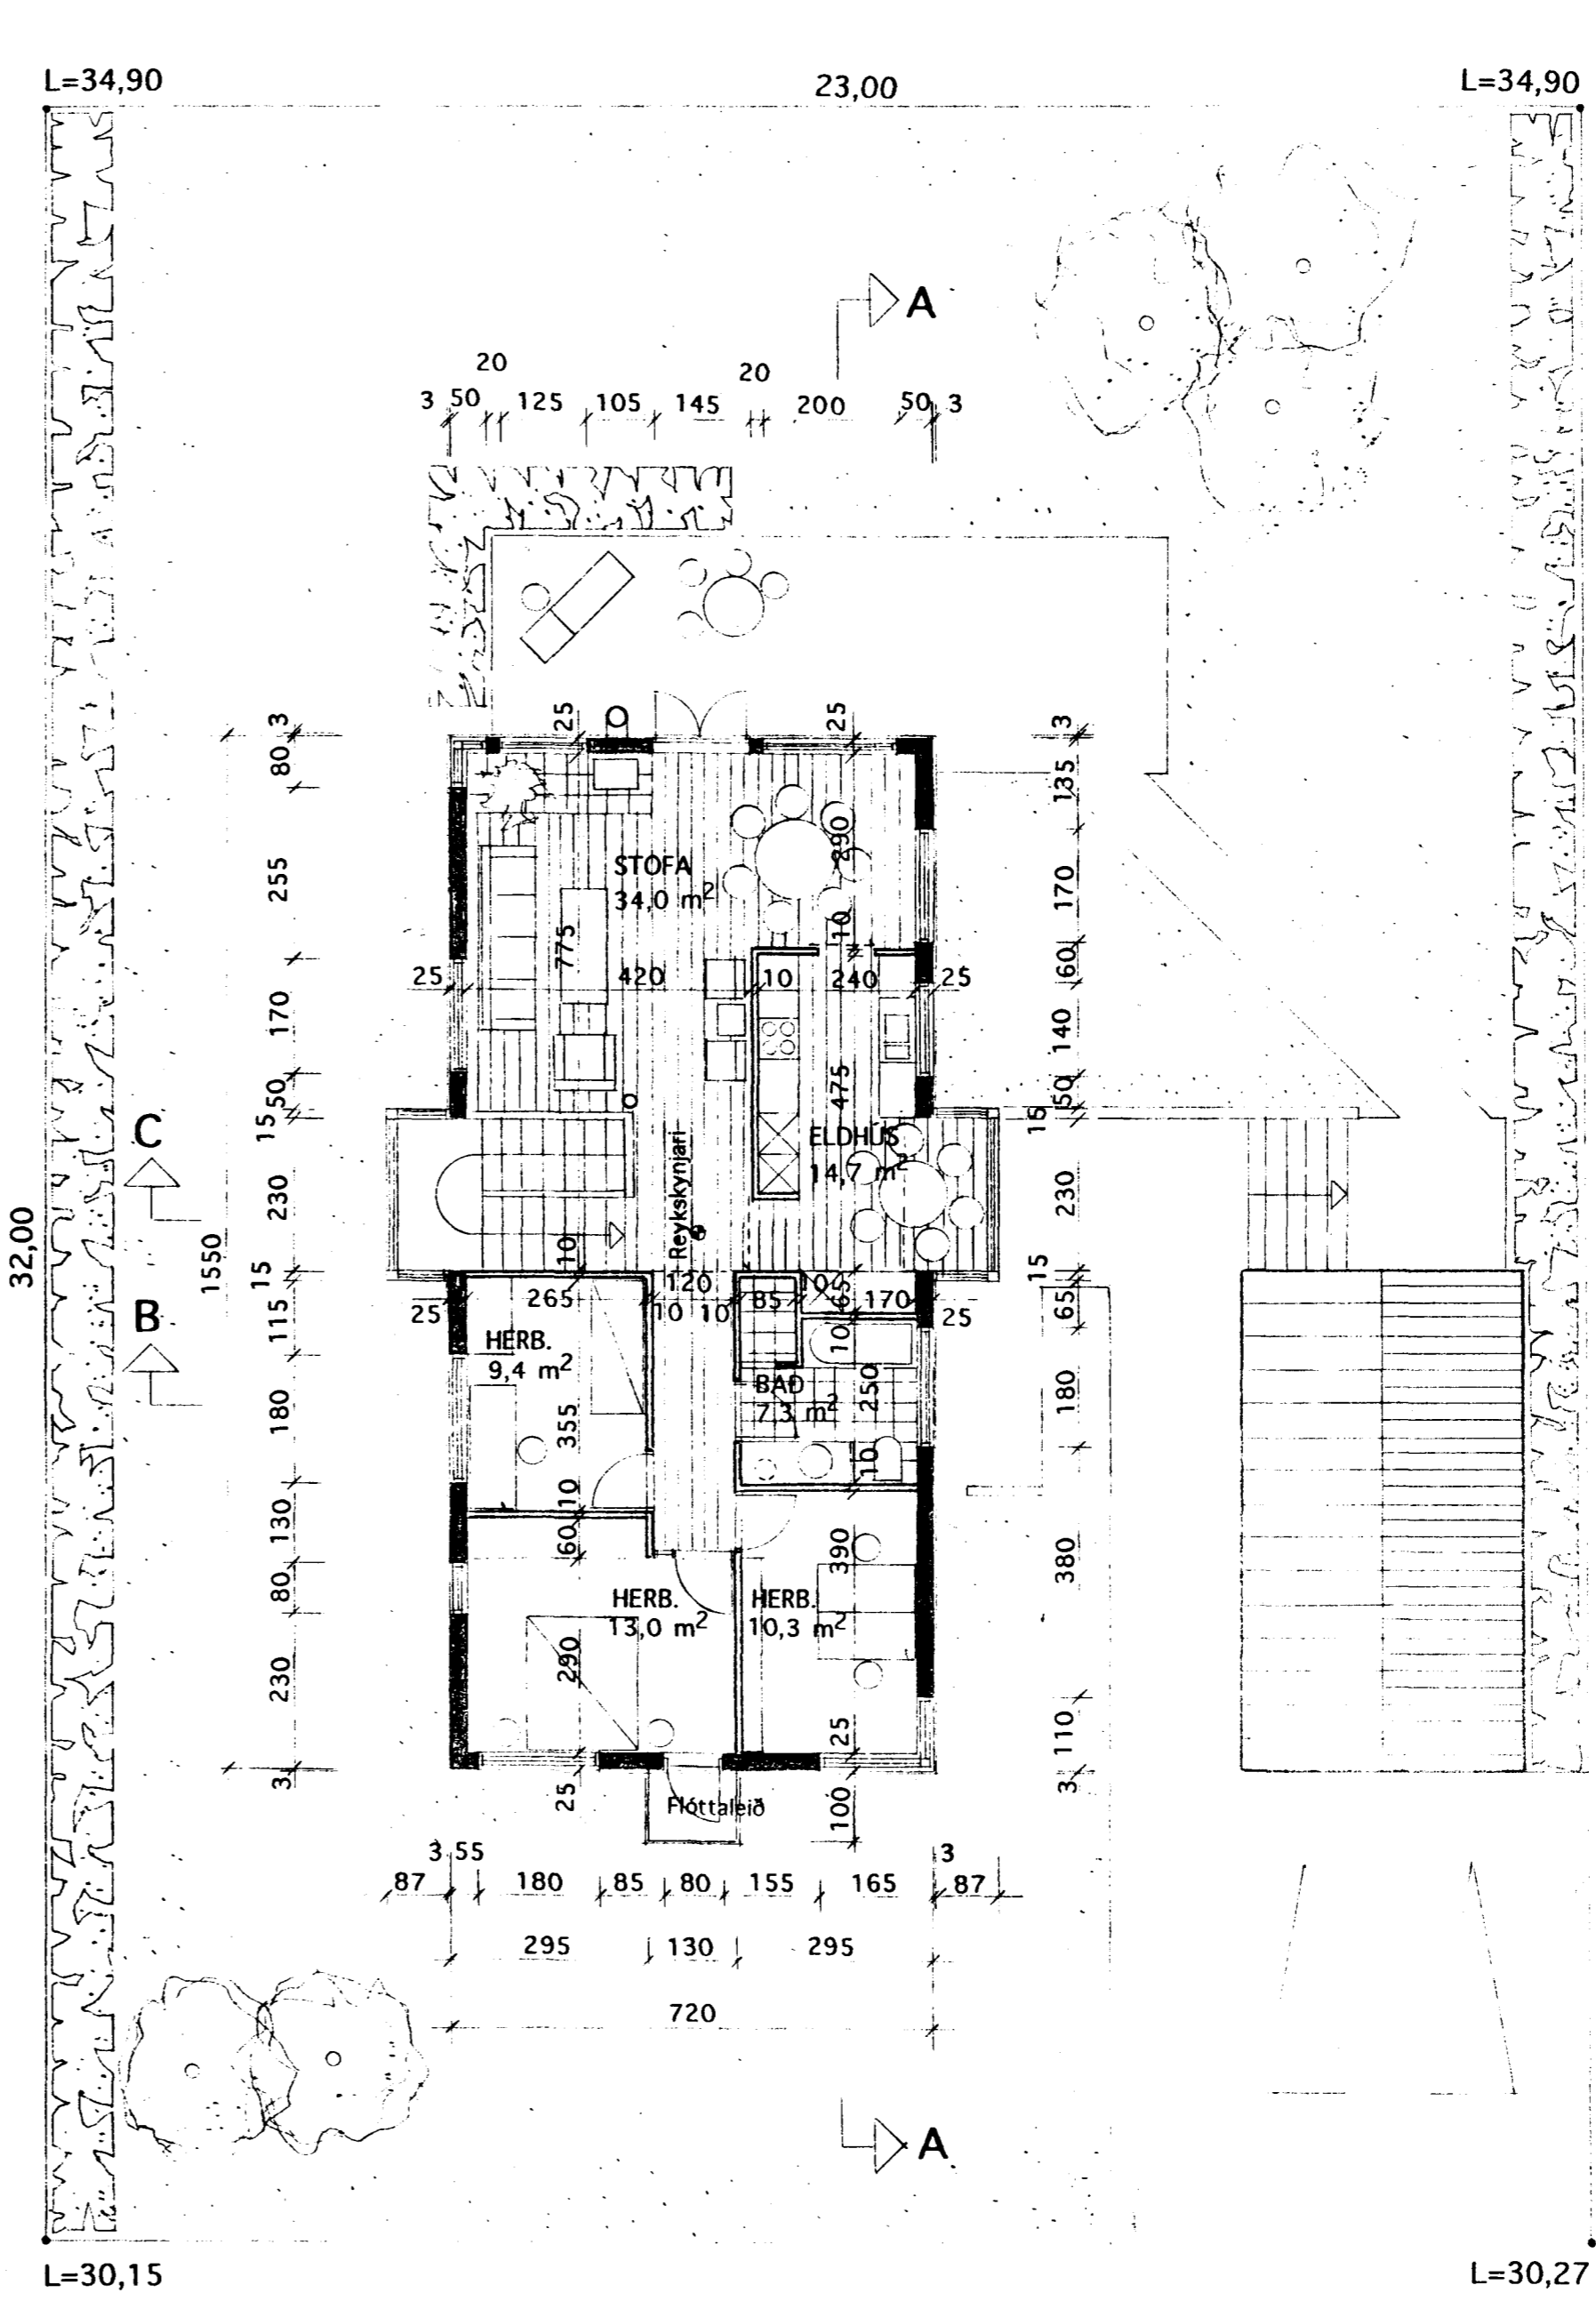 L=34,90
23,00
L=34,90
A
20
20
3 50 125 105 145 200 50 3
25
25
3
3
80
135
STOFA
34,0 m²
290
255
170
10
775
60
25
420
10
240
25
170
140
475
50
50
15
15
C
Reykskynjari
ELDHÚS
14,7 m²
32,00
230
230
1550
10
15
15
120
100
65
65
25
265
10
10
85
170
25
B
115
HERB.
9,4 m²
10
BAÐ
7,3 m²
250
180
180
355
10
10
130
60
390
380
80
HERB.
13,0 m²
HERB.
10,3 m²
290
230
25
110
3
3
25
Flóttaleið
100
3 55
3
87 180 85 80 155 165 87
295 130 295
720
A
L=30,15
L=30,27